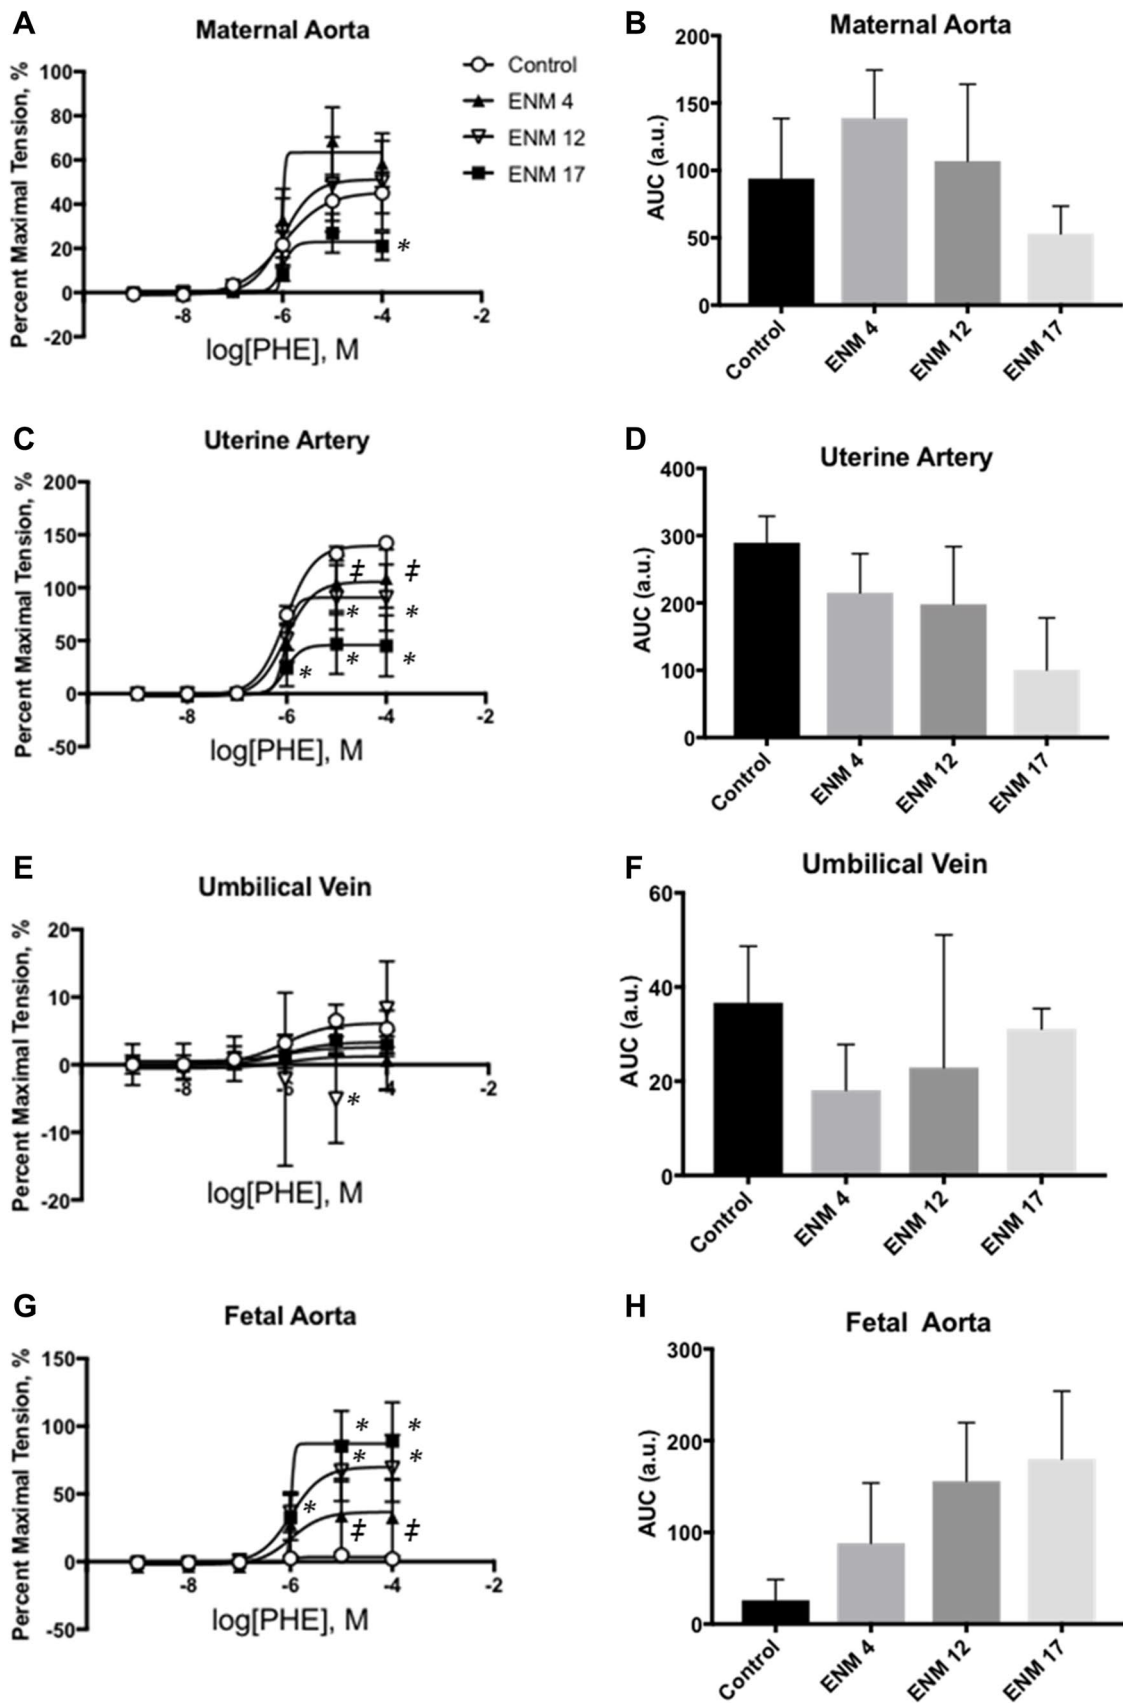 A
Maternal Aorta
Percent Maximal Tension, %
100
80
60
40
20
0
-20
-8
-6
-4
-2
log[PHE], M
Control
ENM 4
ENM 12
ENM 17
*
B
Maternal Aorta
AUC (a.u.)
200
150
100
50
0
Control
ENM 4
ENM 12
ENM 17
C
Uterine Artery
Percent Maximal Tension, %
200
150
100
50
0
-50
-8
-6
-4
-2
log[PHE], M
‡ ‡
* *
* * *
D
Uterine Artery
AUC (a.u.)
400
300
200
100
0
Control
ENM 4
ENM 12
ENM 17
E
Umbilical Vein
Percent Maximal Tension, %
20
10
0
-10
-20
-8
-6
-4
-2
log[PHE], M
*
F
Umbilical Vein
AUC (a.u.)
60
40
20
0
Control
ENM 4
ENM 12
ENM 17
G
Fetal Aorta
Percent Maximal Tension, %
150
100
50
0
-50
-8
-6
-4
-2
log[PHE], M
* *
* *
*
‡ ‡
H
Fetal Aorta
AUC (a.u.)
300
200
100
0
Control
ENM 4
ENM 12
ENM 17